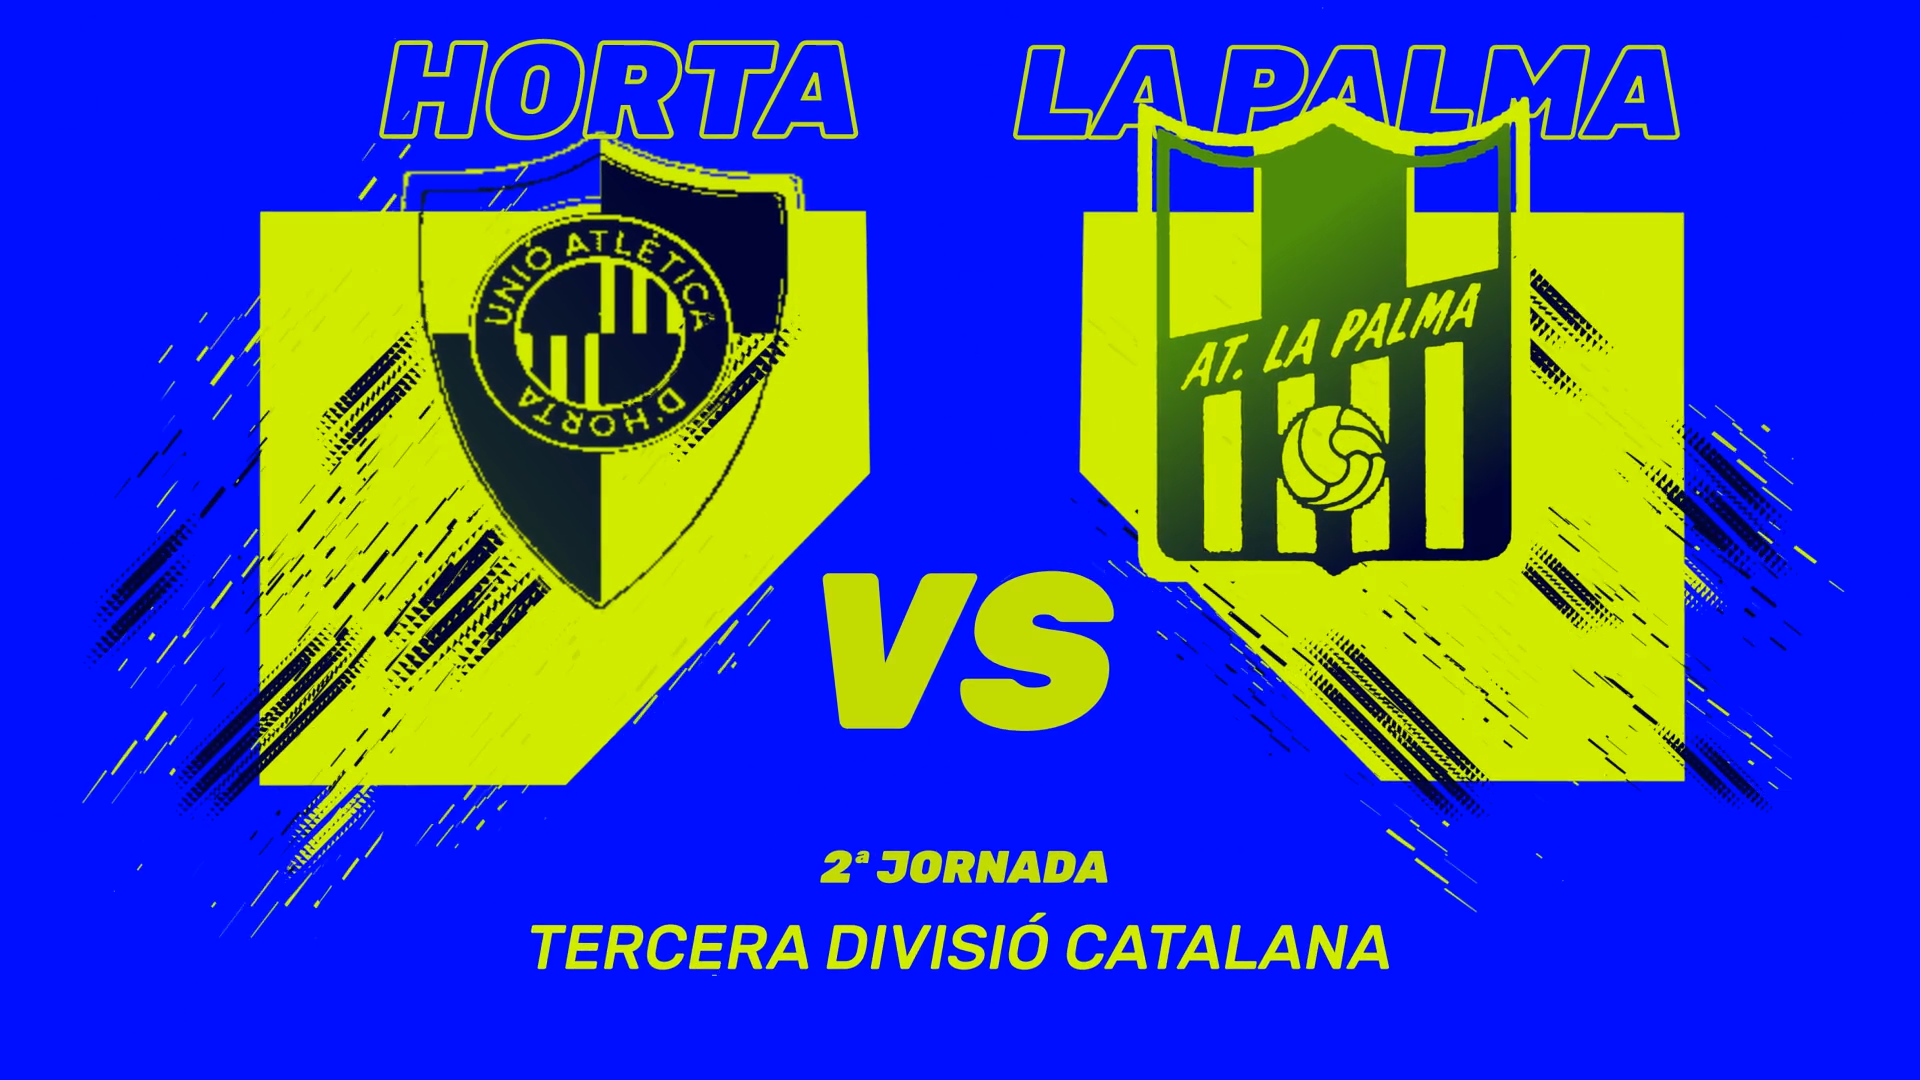 HORTA
LA PALMA
UNIÓ ATLÈTICA
D'HORTA
AT. LA PALMA
VS
2ª JORNADA
TERCERA DIVISIÓ CATALANA